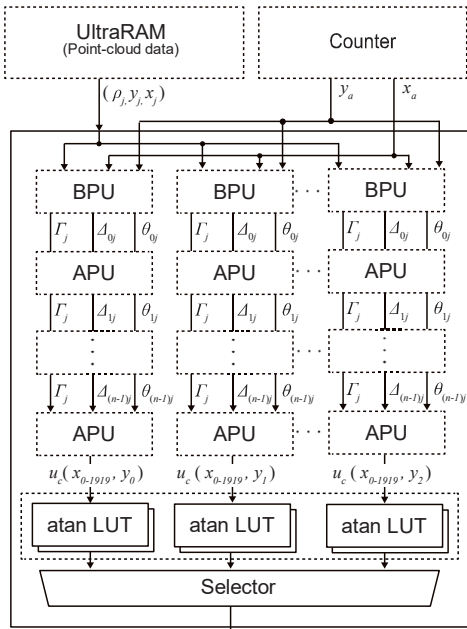 UltraRAM Counter
(Point-cloud data)
(ρj, yj, xj) ya xa
BPU BPU ··· BPU
Γj Δ0j θ0j Γj Δ0j θ0j Γj Δ0j θ0j
APU APU ··· APU
Γj Δ1j θ1j Γj Δ1j θ1j Γj Δ1j θ1j
Γj Δ(n-1)j θ(n-1)j Γj Δ(n-1)j θ(n-1)j Γj Δ(n-1)j θ(n-1)j
APU APU ··· APU
uc(x0-1919, y0) uc(x0-1919, y1) uc(x0-1919, y2)
atan LUT atan LUT atan LUT
Selector